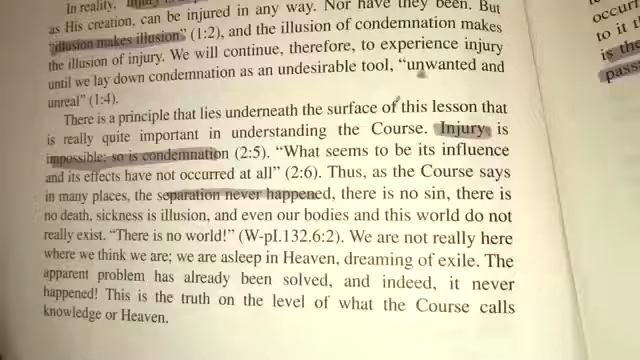 In reality,
as His creation, can be injured in any way. Nor have they been. But
"illusion makes illusion" (1:2), and the illusion of condemnation makes
the illusion of injury. We will continue, therefore, to experience injury
until we lay down condemnation as an undesirable tool, "unwanted and
unreal" (1:4).
There is a principle that lies underneath the surface of this lesson that
is really quite important in understanding the Course. Injury is
impossible; so is condemnation (2:5). "What seems to be its influence
and its effects have not occurred at all" (2:6). Thus, as the Course says
in many places, the separation never happened, there is no sin, there is
no death, sickness is illusion, and even our bodies and this world do not
really exist. "There is no world!" (W-pI.132.6:2). We are not really here
where we think we are; we are asleep in Heaven, dreaming of exile. The
apparent problem has already been solved, and indeed, it never
happened! This is the truth on the level of what the Course calls
knowledge or Heaven.
occurr
to it t
is the
pass